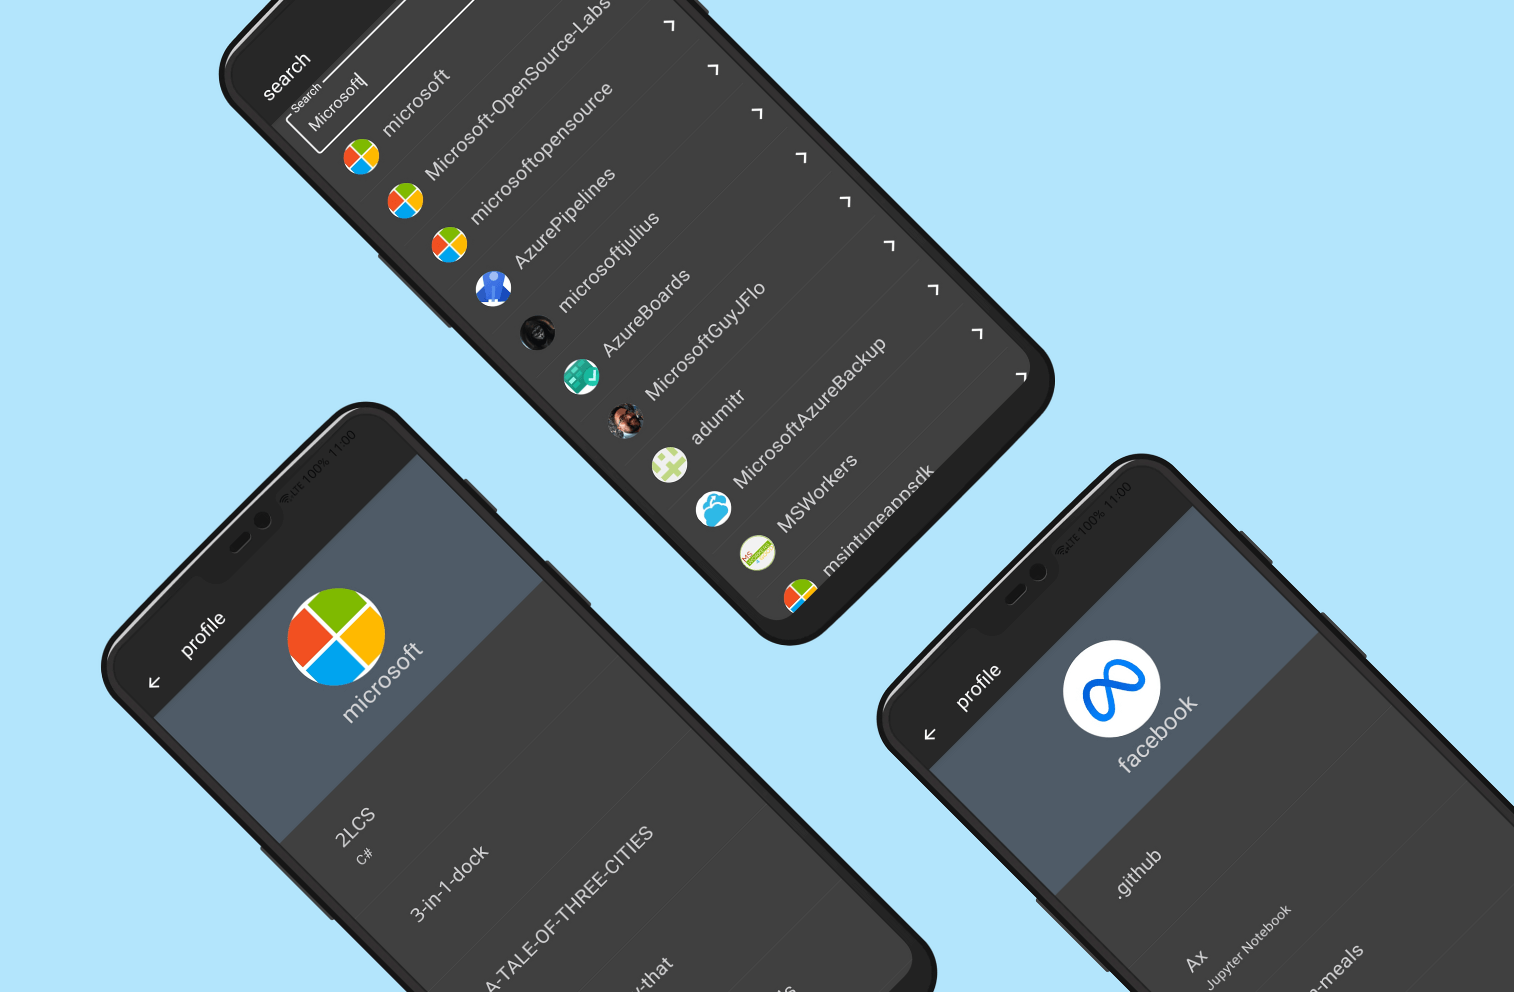 search
Search
Microsoft
microsoft
Microsoft-OpenSource-Labs
microsoftopensource
AzurePipelines
microsoftjulius
AzureBoards
MicrosoftGuyJFlo
adumitr
MicrosoftAzureBackup
MSWorkers
MS
msintuneappsdk
LTE 100% 11:00
profile
microsoft
2LCS
C#
3-in-1-dock
A-TALE-OF-THREE-CITIES
-that
LTE 100% 11:00
profile
facebook
.github
Ax
Jupyter Notebook
-meals